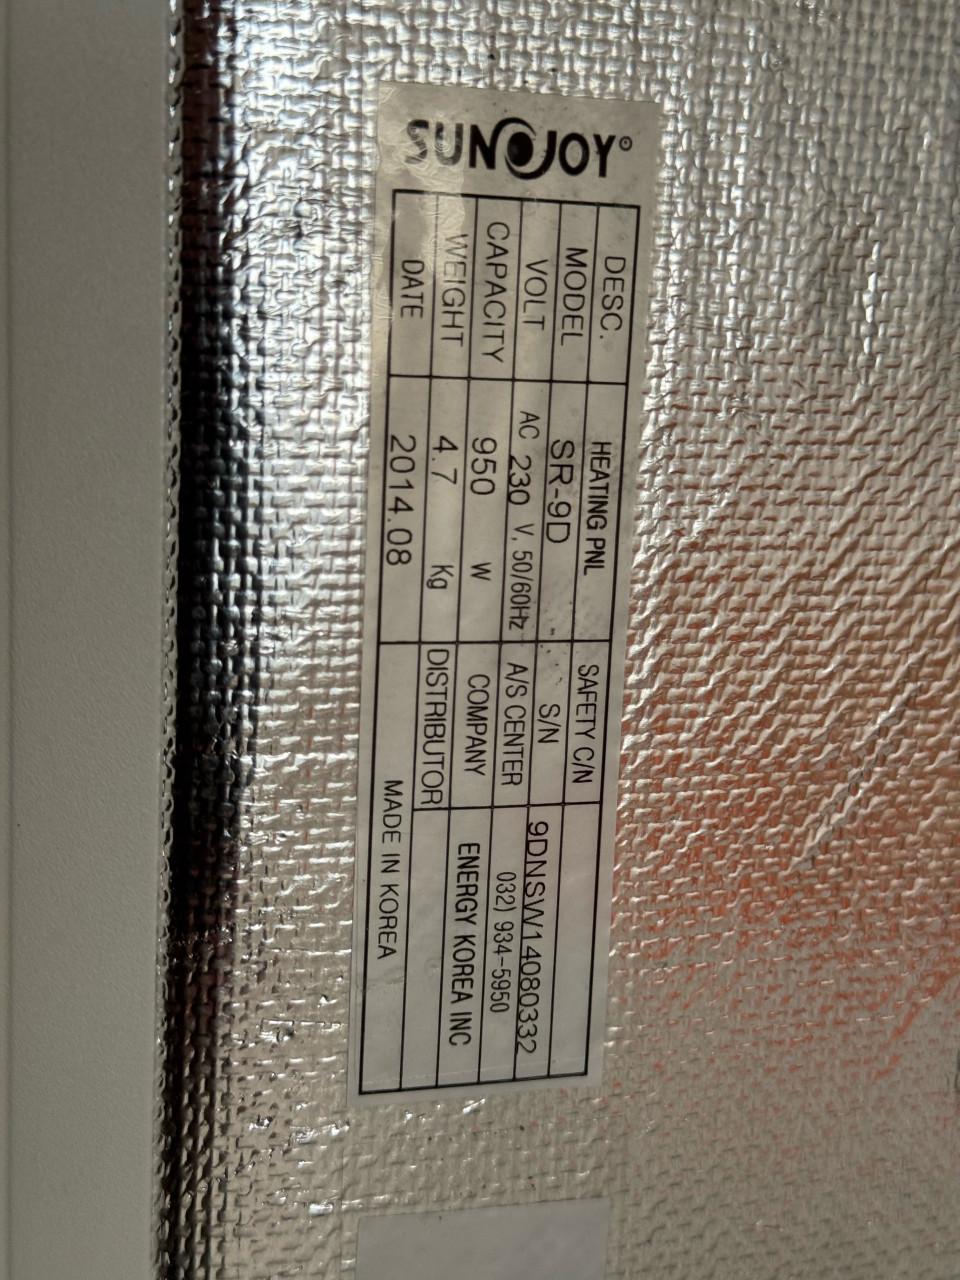 SUNJOY®
DESC. HEATING PNL SAFETY C/N
MODEL SR-9D S/N 9DNSW14080332
VOLT AC 230 V, 50/60Hz A/S CENTER 032) 934-5950
CAPACITY 950 W COMPANY ENERGY KOREA INC
WEIGHT 4.7 Kg DISTRIBUTOR
DATE 2014.08 MADE IN KOREA